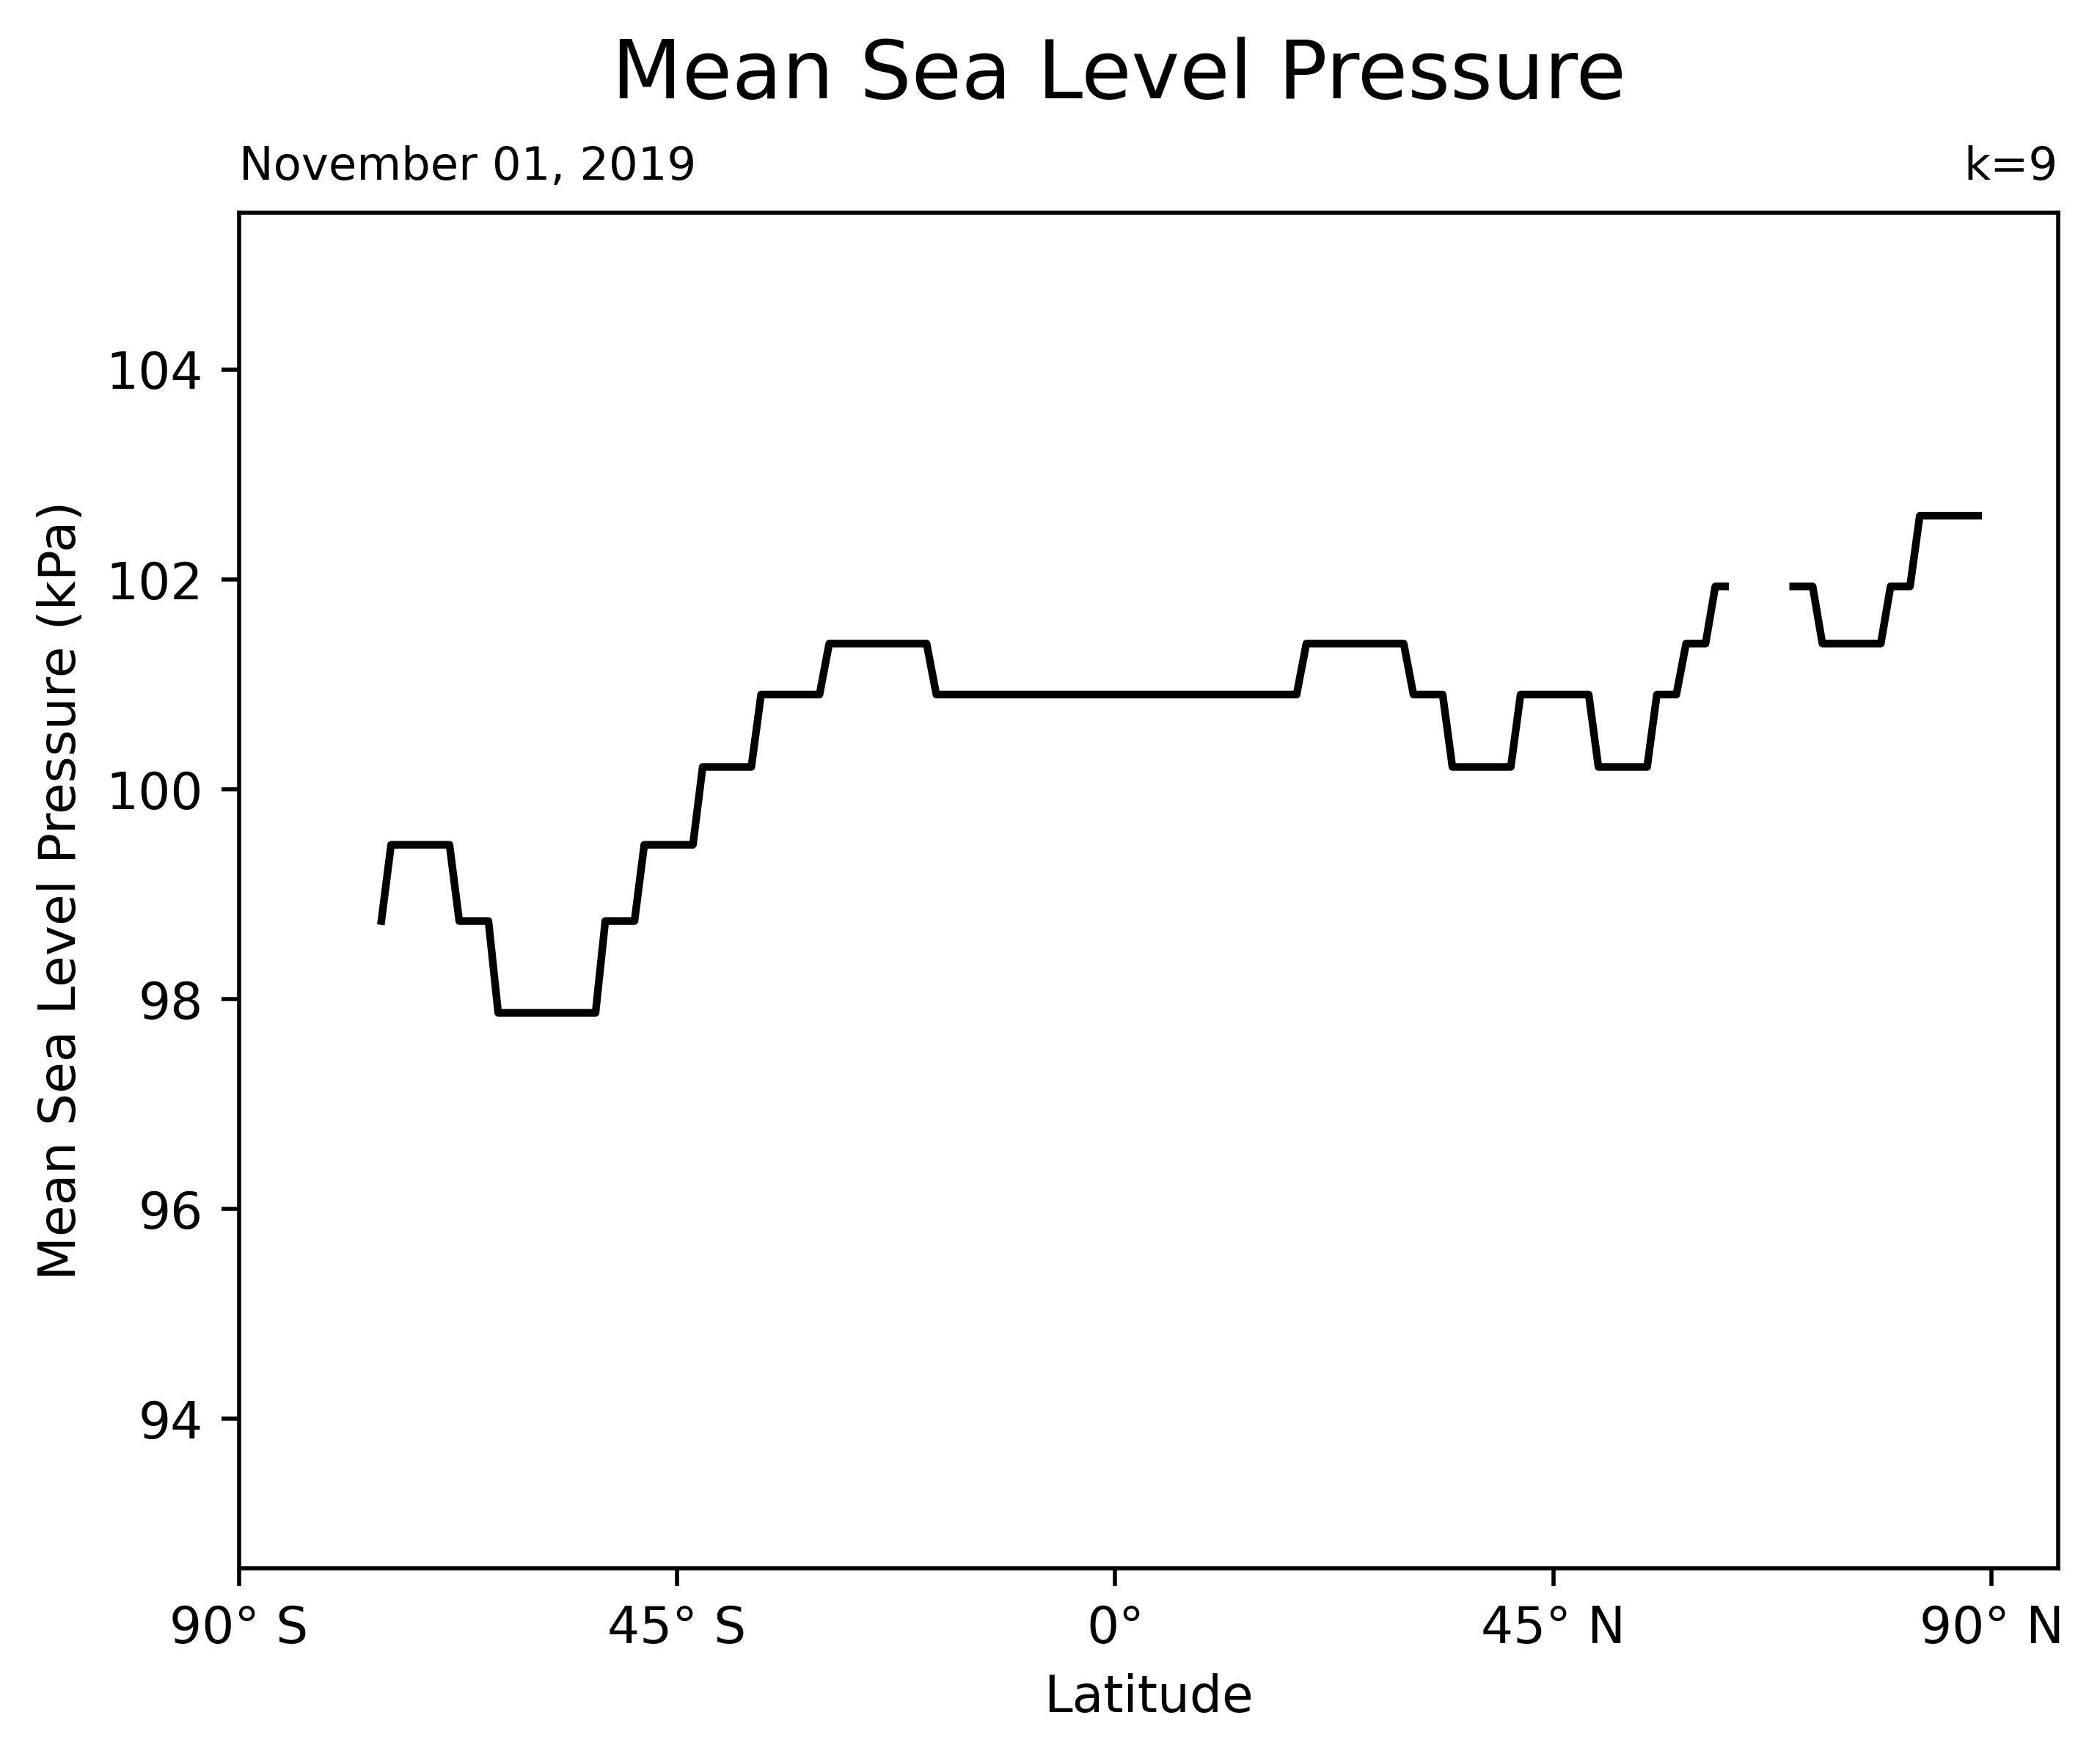 Mean Sea Level Pressure
November 01, 2019
k=9
Mean Sea Level Pressure (kPa)
104
102
100
98
96
94
90° S
45° S
0°
45° N
90° N
Latitude